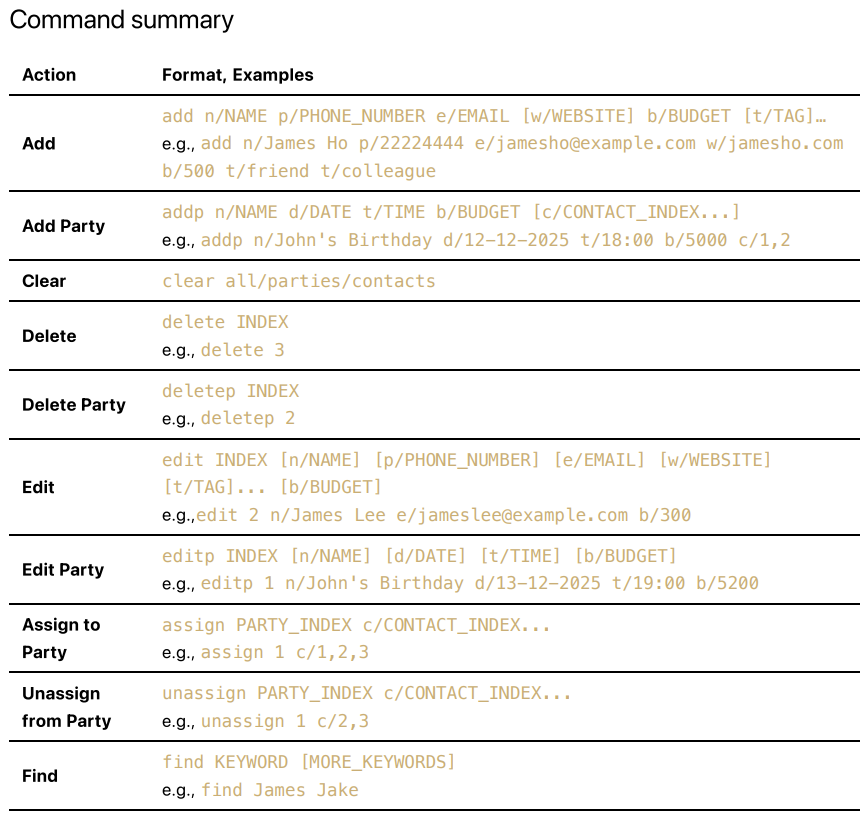 Command summary
Action
Format, Examples
Add
add n/NAME p/PHONE_NUMBER e/EMAIL [w/WEBSITE] b/BUDGET [t/TAG]…
e.g., add n/James Ho p/22224444 e/jamesho@example.com w/jamesho.com
b/500 t/friend t/colleague
Add Party
addp n/NAME d/DATE t/TIME b/BUDGET [c/CONTACT_INDEX...]
e.g., addp n/John's Birthday d/12-12-2025 t/18:00 b/5000 c/1,2
Clear
clear all/parties/contacts
Delete
delete INDEX
e.g., delete 3
Delete Party
deletep INDEX
e.g., deletep 2
Edit
edit INDEX [n/NAME] [p/PHONE_NUMBER] [e/EMAIL] [w/WEBSITE]
[t/TAG]... [b/BUDGET]
e.g.,edit 2 n/James Lee e/jameslee@example.com b/300
Edit Party
editp INDEX [n/NAME] [d/DATE] [t/TIME] [b/BUDGET]
e.g., editp 1 n/John's Birthday d/13-12-2025 t/19:00 b/5200
Assign to
Party
assign PARTY_INDEX c/CONTACT_INDEX...
e.g., assign 1 c/1,2,3
Unassign
from Party
unassign PARTY_INDEX c/CONTACT_INDEX...
e.g., unassign 1 c/2,3
Find
find KEYWORD [MORE_KEYWORDS]
e.g., find James Jake